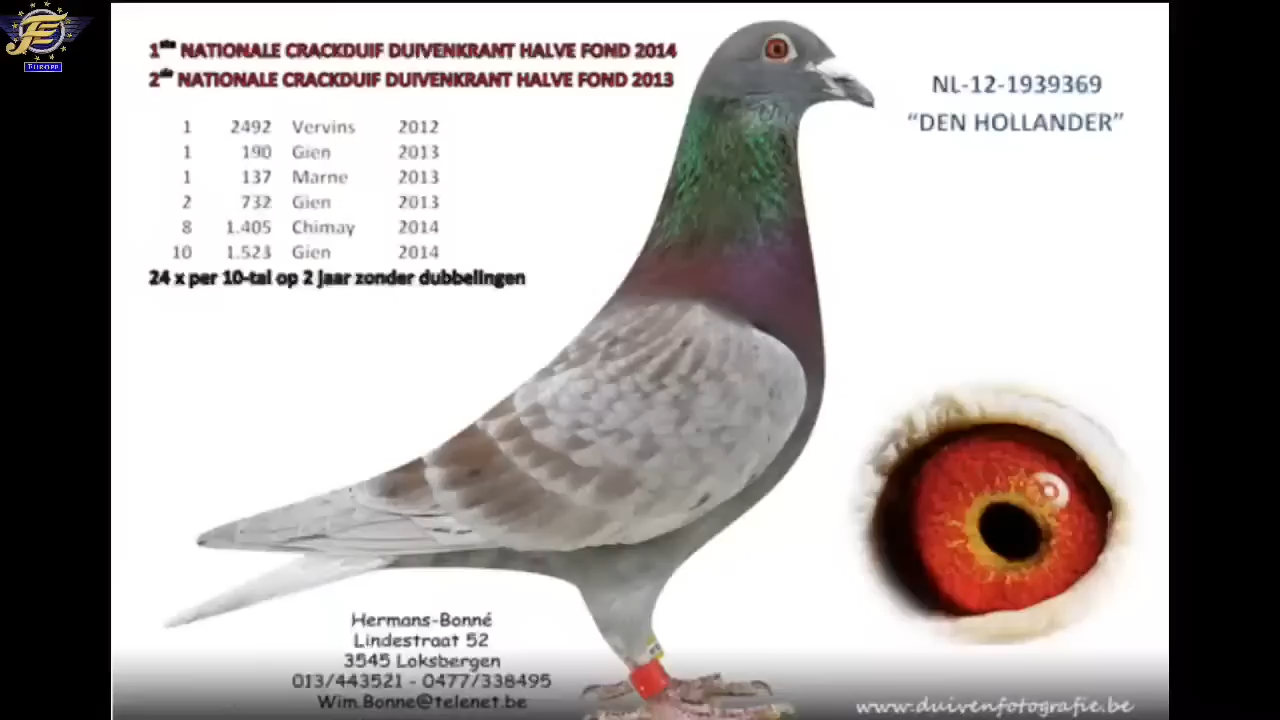 EUROPE
1ste NATIONALE CRACKDUIF DUIVENKRANT HALVE FOND 2014
2de NATIONALE CRACKDUIF DUIVENKRANT HALVE FOND 2013
NL-12-1939369
“DEN HOLLANDER”
1 2492 Vervins 2012
1 190 Gien 2013
1 137 Marne 2013
2 732 Gien 2013
8 1.405 Chimay 2014
10 1.523 Gien 2014
24 x per 10-tal op 2 jaar zonder dubbelingen
Hermans-Bonné
Lindestraat 52
3545 Loksbergen
013/443521 - 0477/338495
Wim.Bonne@telenet.be
www.duivenfotografie.be